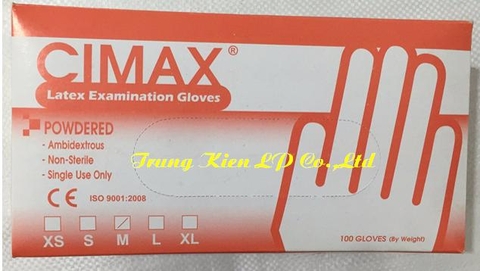 CIMAX®
Latex Examination Gloves
POWDERED
- Ambidextrous
- Non-Sterile
- Single Use Only
Trung Kien LP Co.,Ltd
CE ISO 9001:2008
XS S M L XL
100 GLOVES (By Weight)